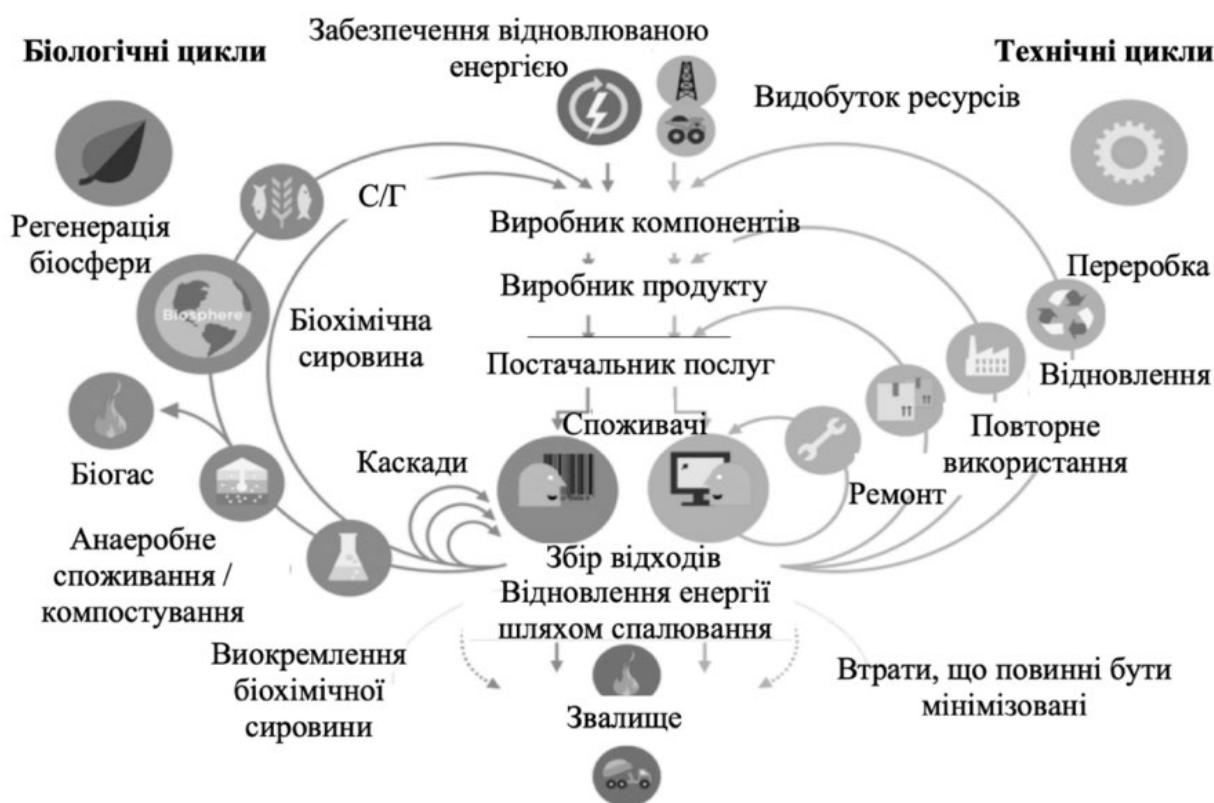 Біологічні цикли
Забезпечення відновлюваною
енергією
Технічні цикли
Видобуток ресурсів
С/Г
Регенерація
біосфери
Виробник компонентів
Переробка
Виробник продукту
Biosphere
Біохімічна
сировина
Постачальник послуг
Відновлення
Споживачі
Повторне
використання
Біогас
Каскади
Ремонт
Анаеробне
споживання /
компостування
Збір відходів
Відновлення енергії
шляхом спалювання
Виокремлення
біохімічної
сировини
Втрати, що повинні бути
мінімізовані
Звалище